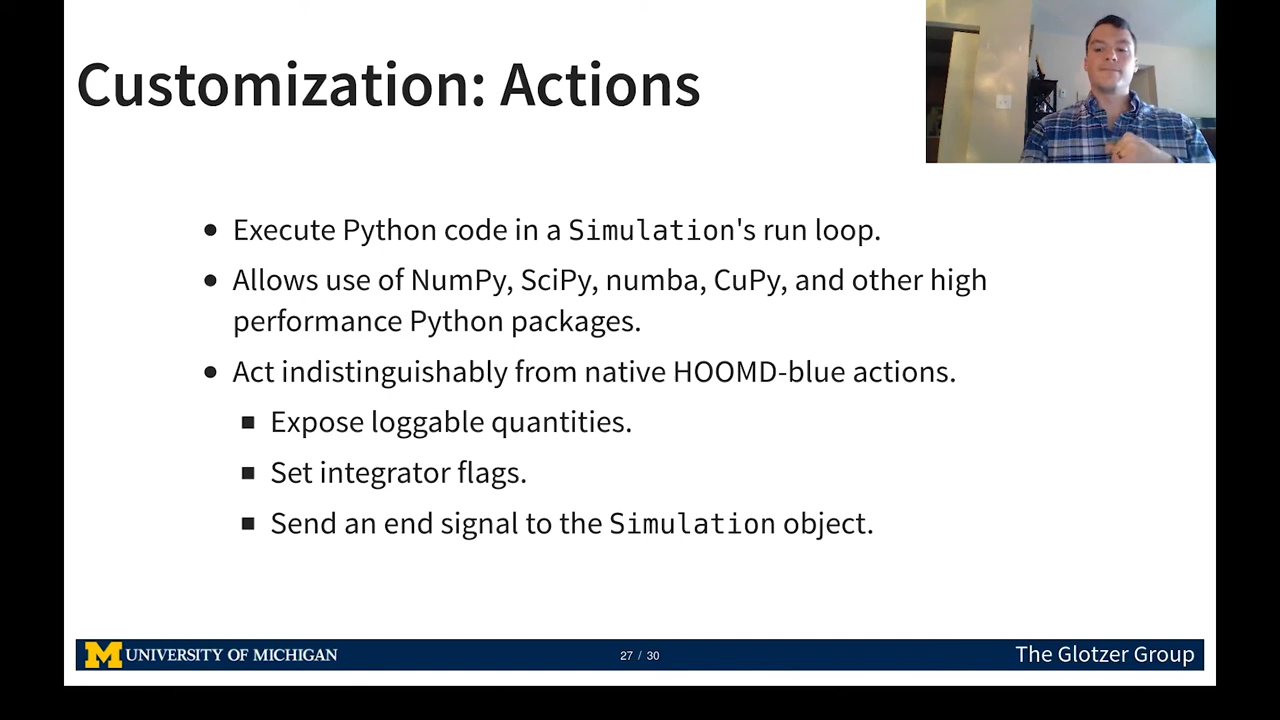 Customization: Actions
Execute Python code in a Simulation's run loop.
Allows use of NumPy, SciPy, numba, CuPy, and other high
performance Python packages.
Act indistinguishably from native HOOMD-blue actions.
Expose loggable quantities.
Set integrator flags.
Send an end signal to the Simulation object.
M UNIVERSITY OF MICHIGAN
27 / 30
The Glotzer Group